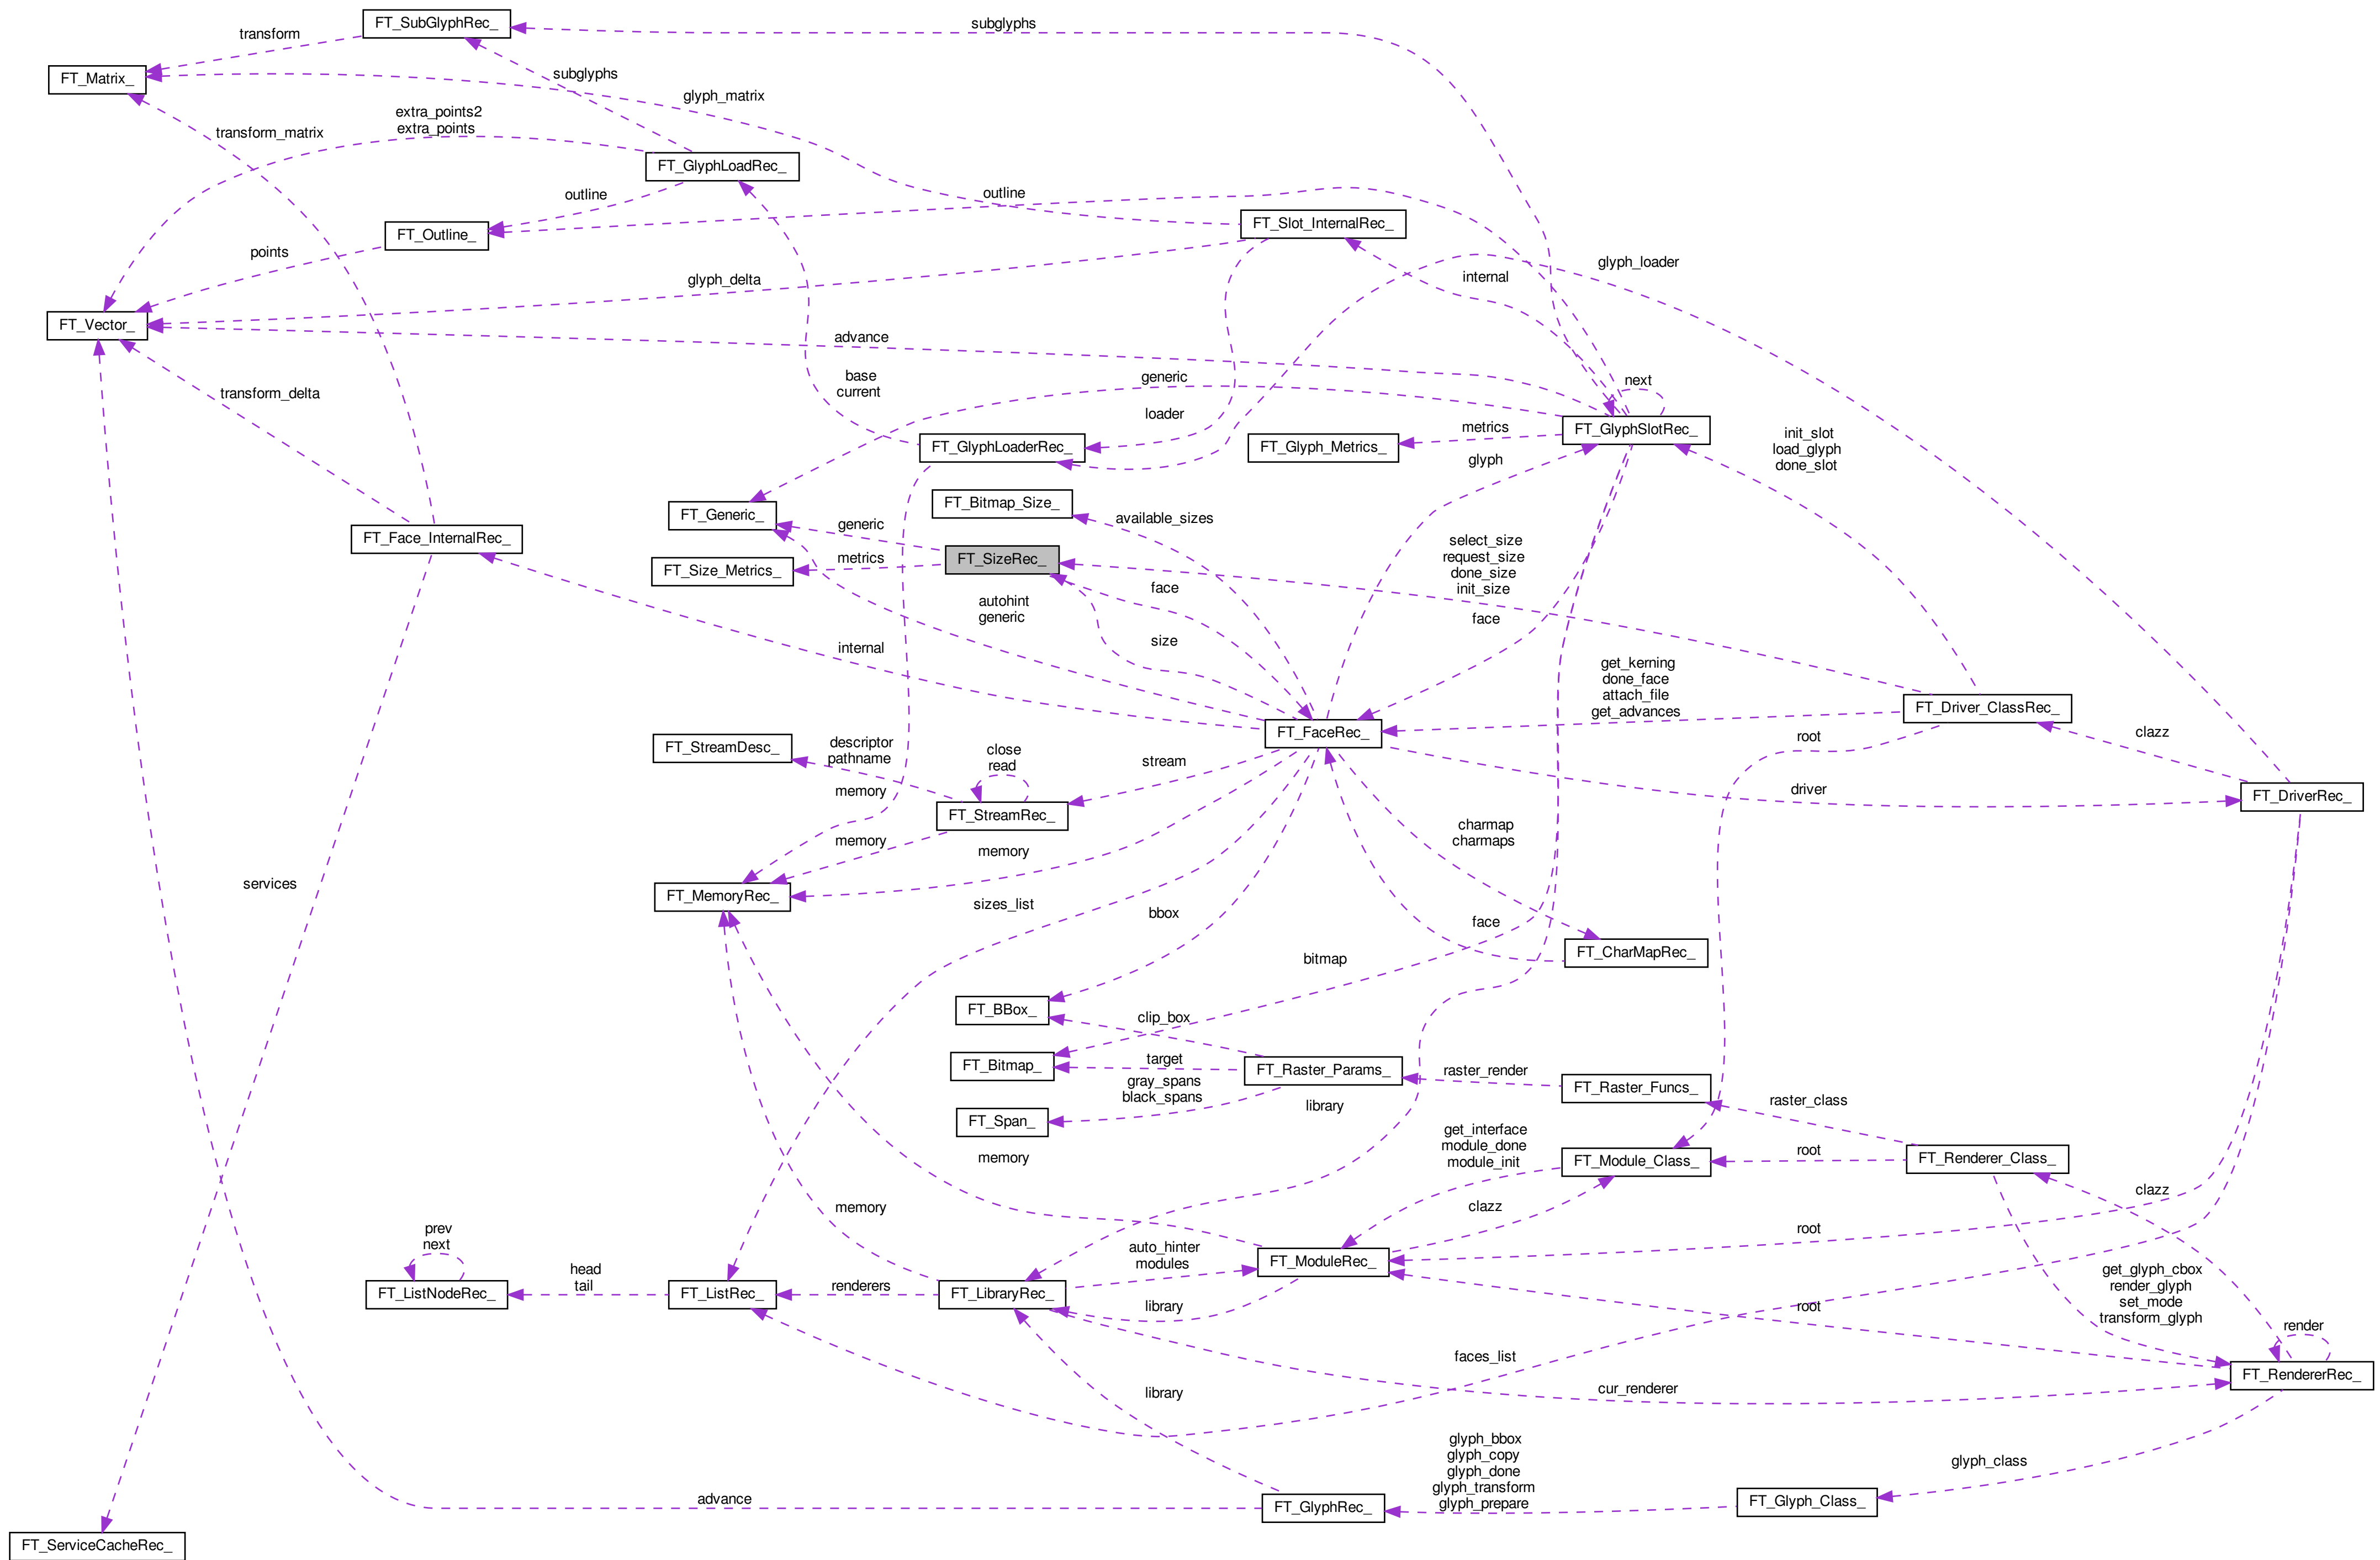 FT_SubGlyphRec_
subglyphs
transform
FT_Matrix_
subglyphs
glyph_matrix
extra_points2
extra_points
transform_matrix
FT_GlyphLoadRec_
outline
outline
FT_Slot_InternalRec_
FT_Outline_
points
glyph_loader
internal
glyph_delta
FT_Vector_
advance
base
current
generic
next
transform_delta
loader
metrics
FT_GlyphSlotRec_
init_slot
load_glyph
done_slot
FT_GlyphLoaderRec_
FT_Glyph_Metrics_
glyph
FT_Bitmap_Size_
FT_Generic_
available_sizes
generic
FT_Face_InternalRec_
select_size
request_size
done_size
init_size
FT_SizeRec_
metrics
FT_Size_Metrics_
face
autohint
generic
face
size
internal
get_kerning
done_face
attach_file
get_advances
FT_Driver_ClassRec_
FT_FaceRec_
root
clazz
FT_StreamDesc_
descriptor
pathname
close
read
stream
memory
driver
FT_DriverRec_
FT_StreamRec_
charmap
charmaps
memory
memory
services
FT_MemoryRec_
sizes_list
bbox
face
FT_CharMapRec_
bitmap
FT_BBox_
clip_box
FT_Bitmap_
target
FT_Raster_Params_
raster_render
FT_Raster_Funcs_
gray_spans
black_spans
library
raster_class
FT_Span_
get_interface
module_done
module_init
memory
FT_Module_Class_
root
FT_Renderer_Class_
clazz
memory
clazz
root
prev
next
auto_hinter
modules
FT_ModuleRec_
head
tail
get_glyph_cbox
render_glyph
set_mode
transform_glyph
FT_ListNodeRec_
FT_ListRec_
renderers
FT_LibraryRec_
library
root
render
faces_list
FT_RendererRec_
library
cur_renderer
glyph_bbox
glyph_copy
glyph_done
glyph_transform
glyph_prepare
glyph_class
advance
FT_GlyphRec_
FT_Glyph_Class_
FT_ServiceCacheRec_